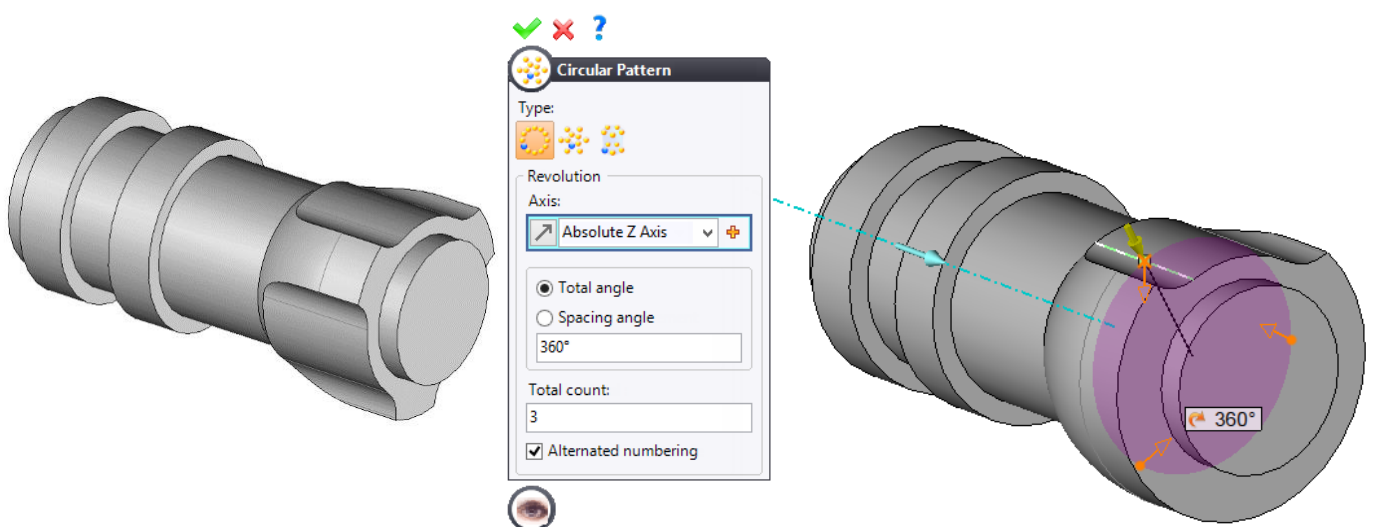 ?
Circular Pattern
Type:
Revolution
Axis:
Absolute Z Axis
Total angle
Spacing angle
360°
Total count:
3
Alternated numbering
360°